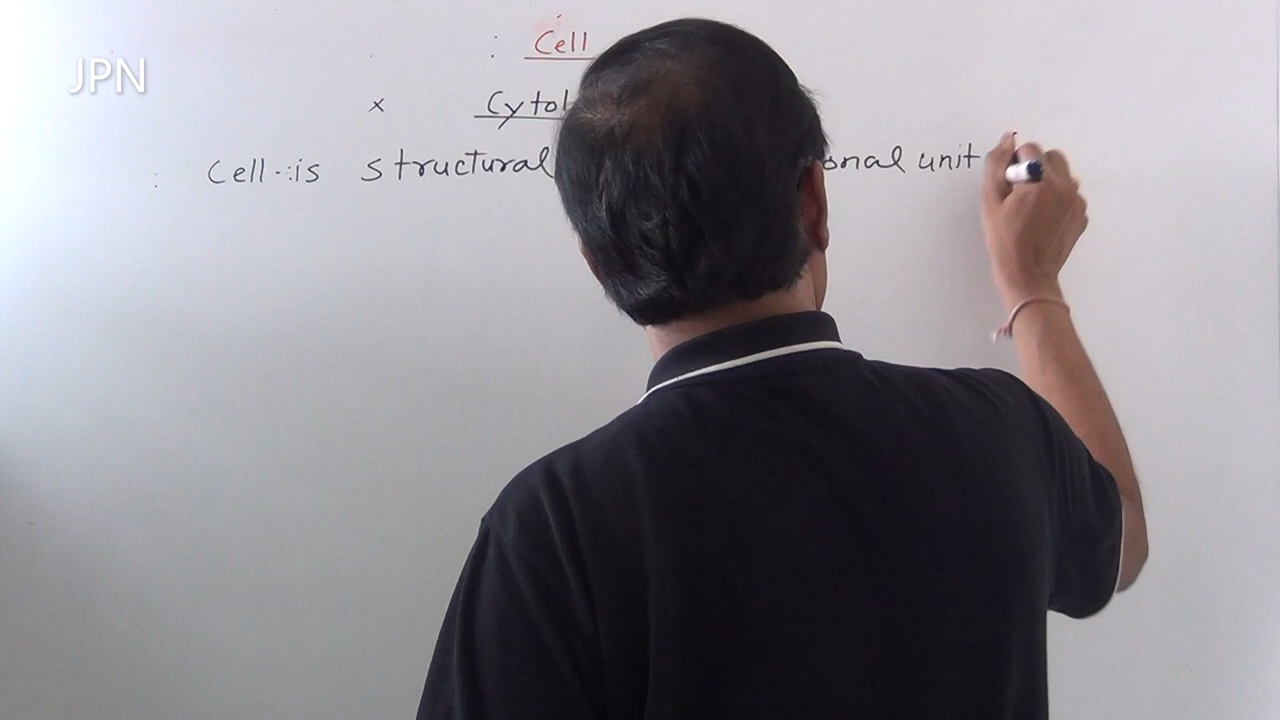 JPN
: Cell
x Cytol
: Cell is structural onal unit